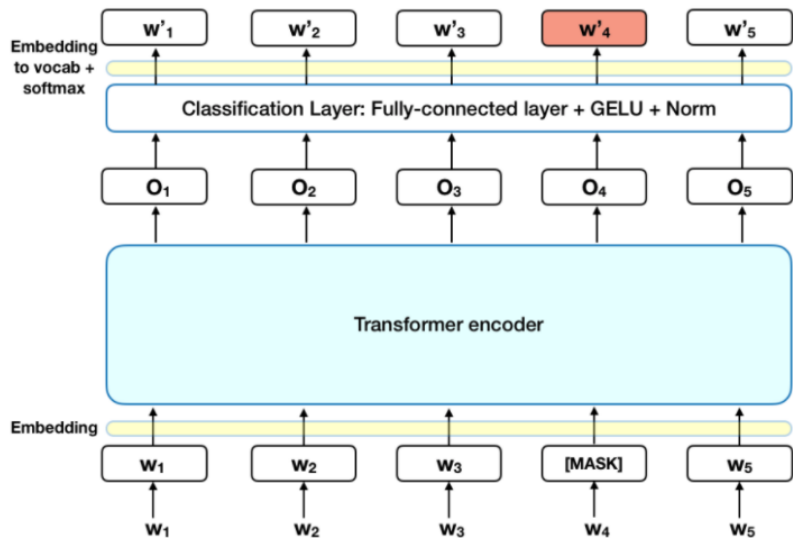 w'₁ w'₂ w'₃ w'₄ w'₅
Embedding
to vocab +
softmax
Classification Layer: Fully-connected layer + GELU + Norm
O₁ O₂ O₃ O₄ O₅
Transformer encoder
Embedding
w₁ w₂ w₃ [MASK] w₅
w₁ w₂ w₃ w₄ w₅